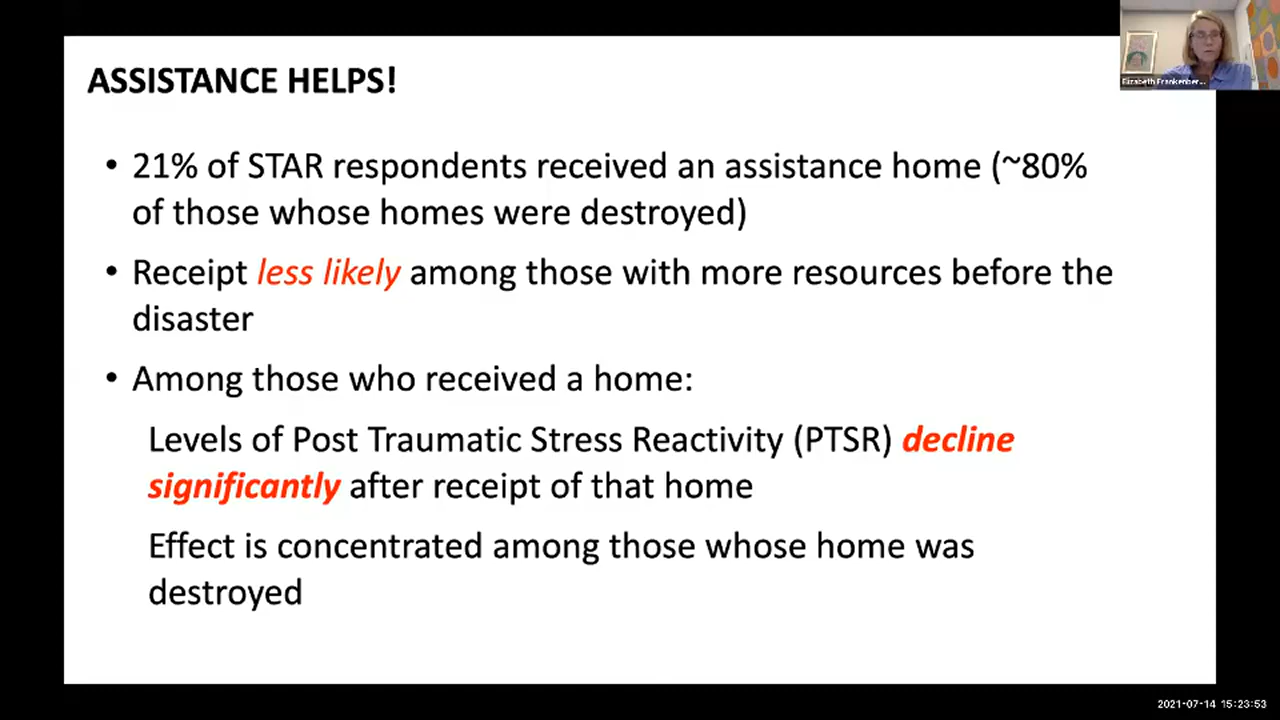 ASSISTANCE HELPS!
• 21% of STAR respondents received an assistance home (~80%
of those whose homes were destroyed)
• Receipt less likely among those with more resources before the
disaster
• Among those who received a home:
Levels of Post Traumatic Stress Reactivity (PTSR) decline
significantly after receipt of that home
Effect is concentrated among those whose home was
destroyed
Elizabeth Frankenber...
2021-07-14 15:23:53